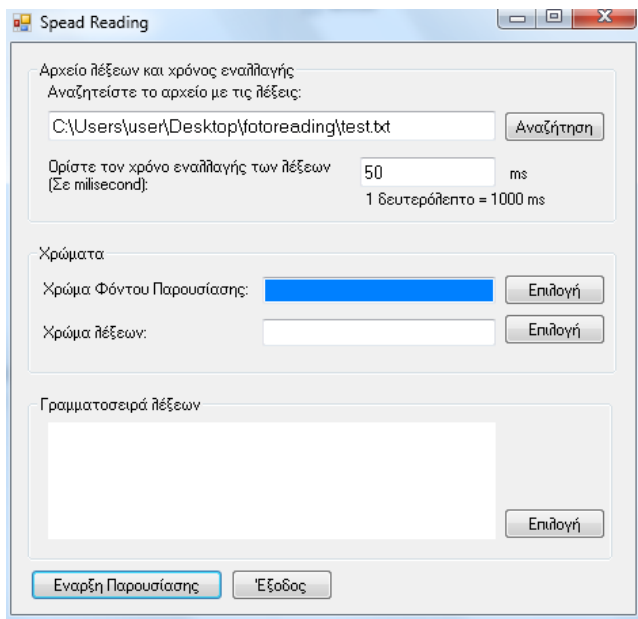 Spead Reading
Αρχείο λέξεων και χρόνος εναλλαγής
Αναζητείστε το αρχείο με τις λέξεις:
C:\Users\user\Desktop\fotoreading\test.txt
Αναζήτηση
Ορίστε τον χρόνο εναλλαγής των λέξεων
(Σε milisecond):
50
ms
1 δευτερόλεπτο = 1000 ms
Χρώματα
Χρώμα Φόντου Παρουσίασης:
Επιλογή
Χρώμα λέξεων:
Επιλογή
Γραμματοσειρά λέξεων
Επιλογή
Εναρξη Παρουσίασης
Έξοδος